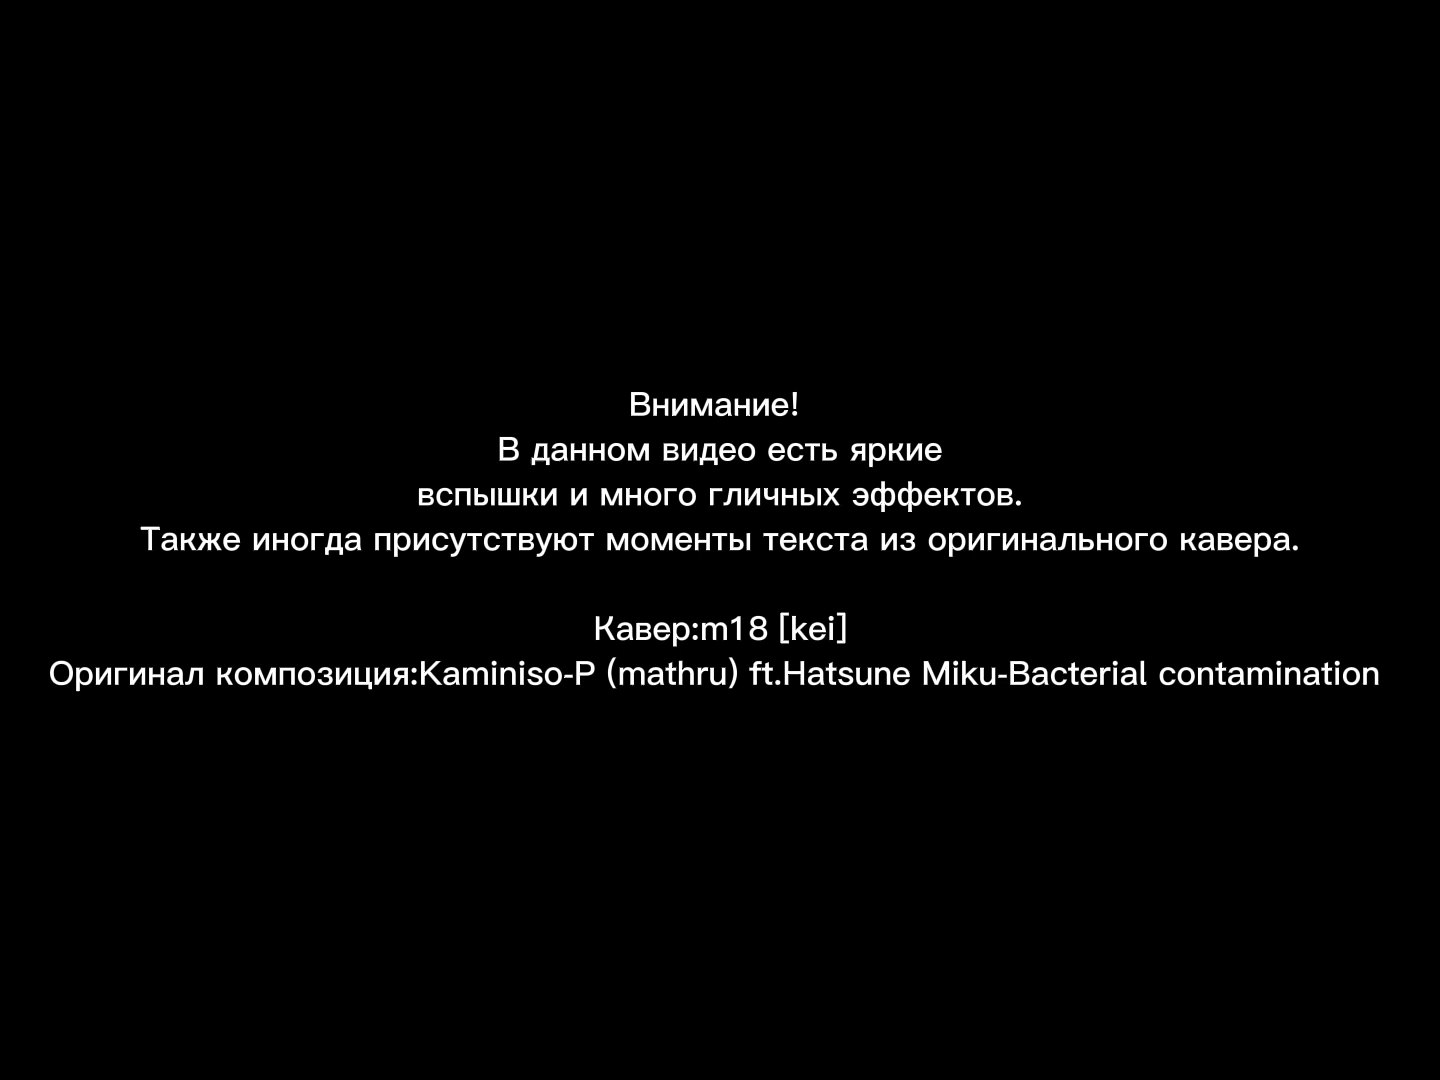 Внимание!
В данном видео есть яркие
вспышки и много гличных эффектов.
Также иногда присутствуют моменты текста из оригинального кавера.
Кавер:m18 [kei]
Оригинал композиция:Kaminiso-P (mathru) ft.Hatsune Miku-Bacterial contamination